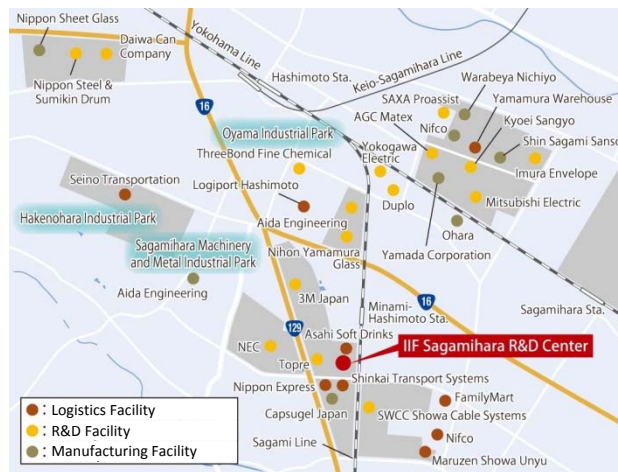 Nippon Sheet Glass
Daiwa Can
Company
Nippon Steel &
Sumikin Drum
Yokohama Line
Hashimoto Sta.
Keio-Sagamihara Line
16
Oyama Industrial Park
ThreeBond Fine Chemical
Logiport Hashimoto
Aida Engineering
Nihon Yamamura
Glass
Yokogawa
Electric
Duplo
SAXA Proassist
AGC Matex
Nifco
Warabeya Nichiyo
Yamamura Warehouse
Kyoei Sangyo
Shin Sagami Sanso
Imura Envelope
Mitsubishi Electric
Ohara
Yamada Corporation
Seino Transportation
Hakenohara Industrial Park
Sagamihara Machinery
and Metal Industrial Park
Aida Engineering
3M Japan
Minami-
Hashimoto Sta.
16
Sagamihara Sta.
129
Asahi Soft Drinks
IIF Sagamihara R&D Center
NEC
Topre
Nippon Express
Shinkai Transport Systems
Capsugel Japan
FamilyMart
SWCC Showa Cable Systems
Nifco
Maruzen Showa Unyu
Sagami Line
: Logistics Facility
: R&D Facility
: Manufacturing Facility